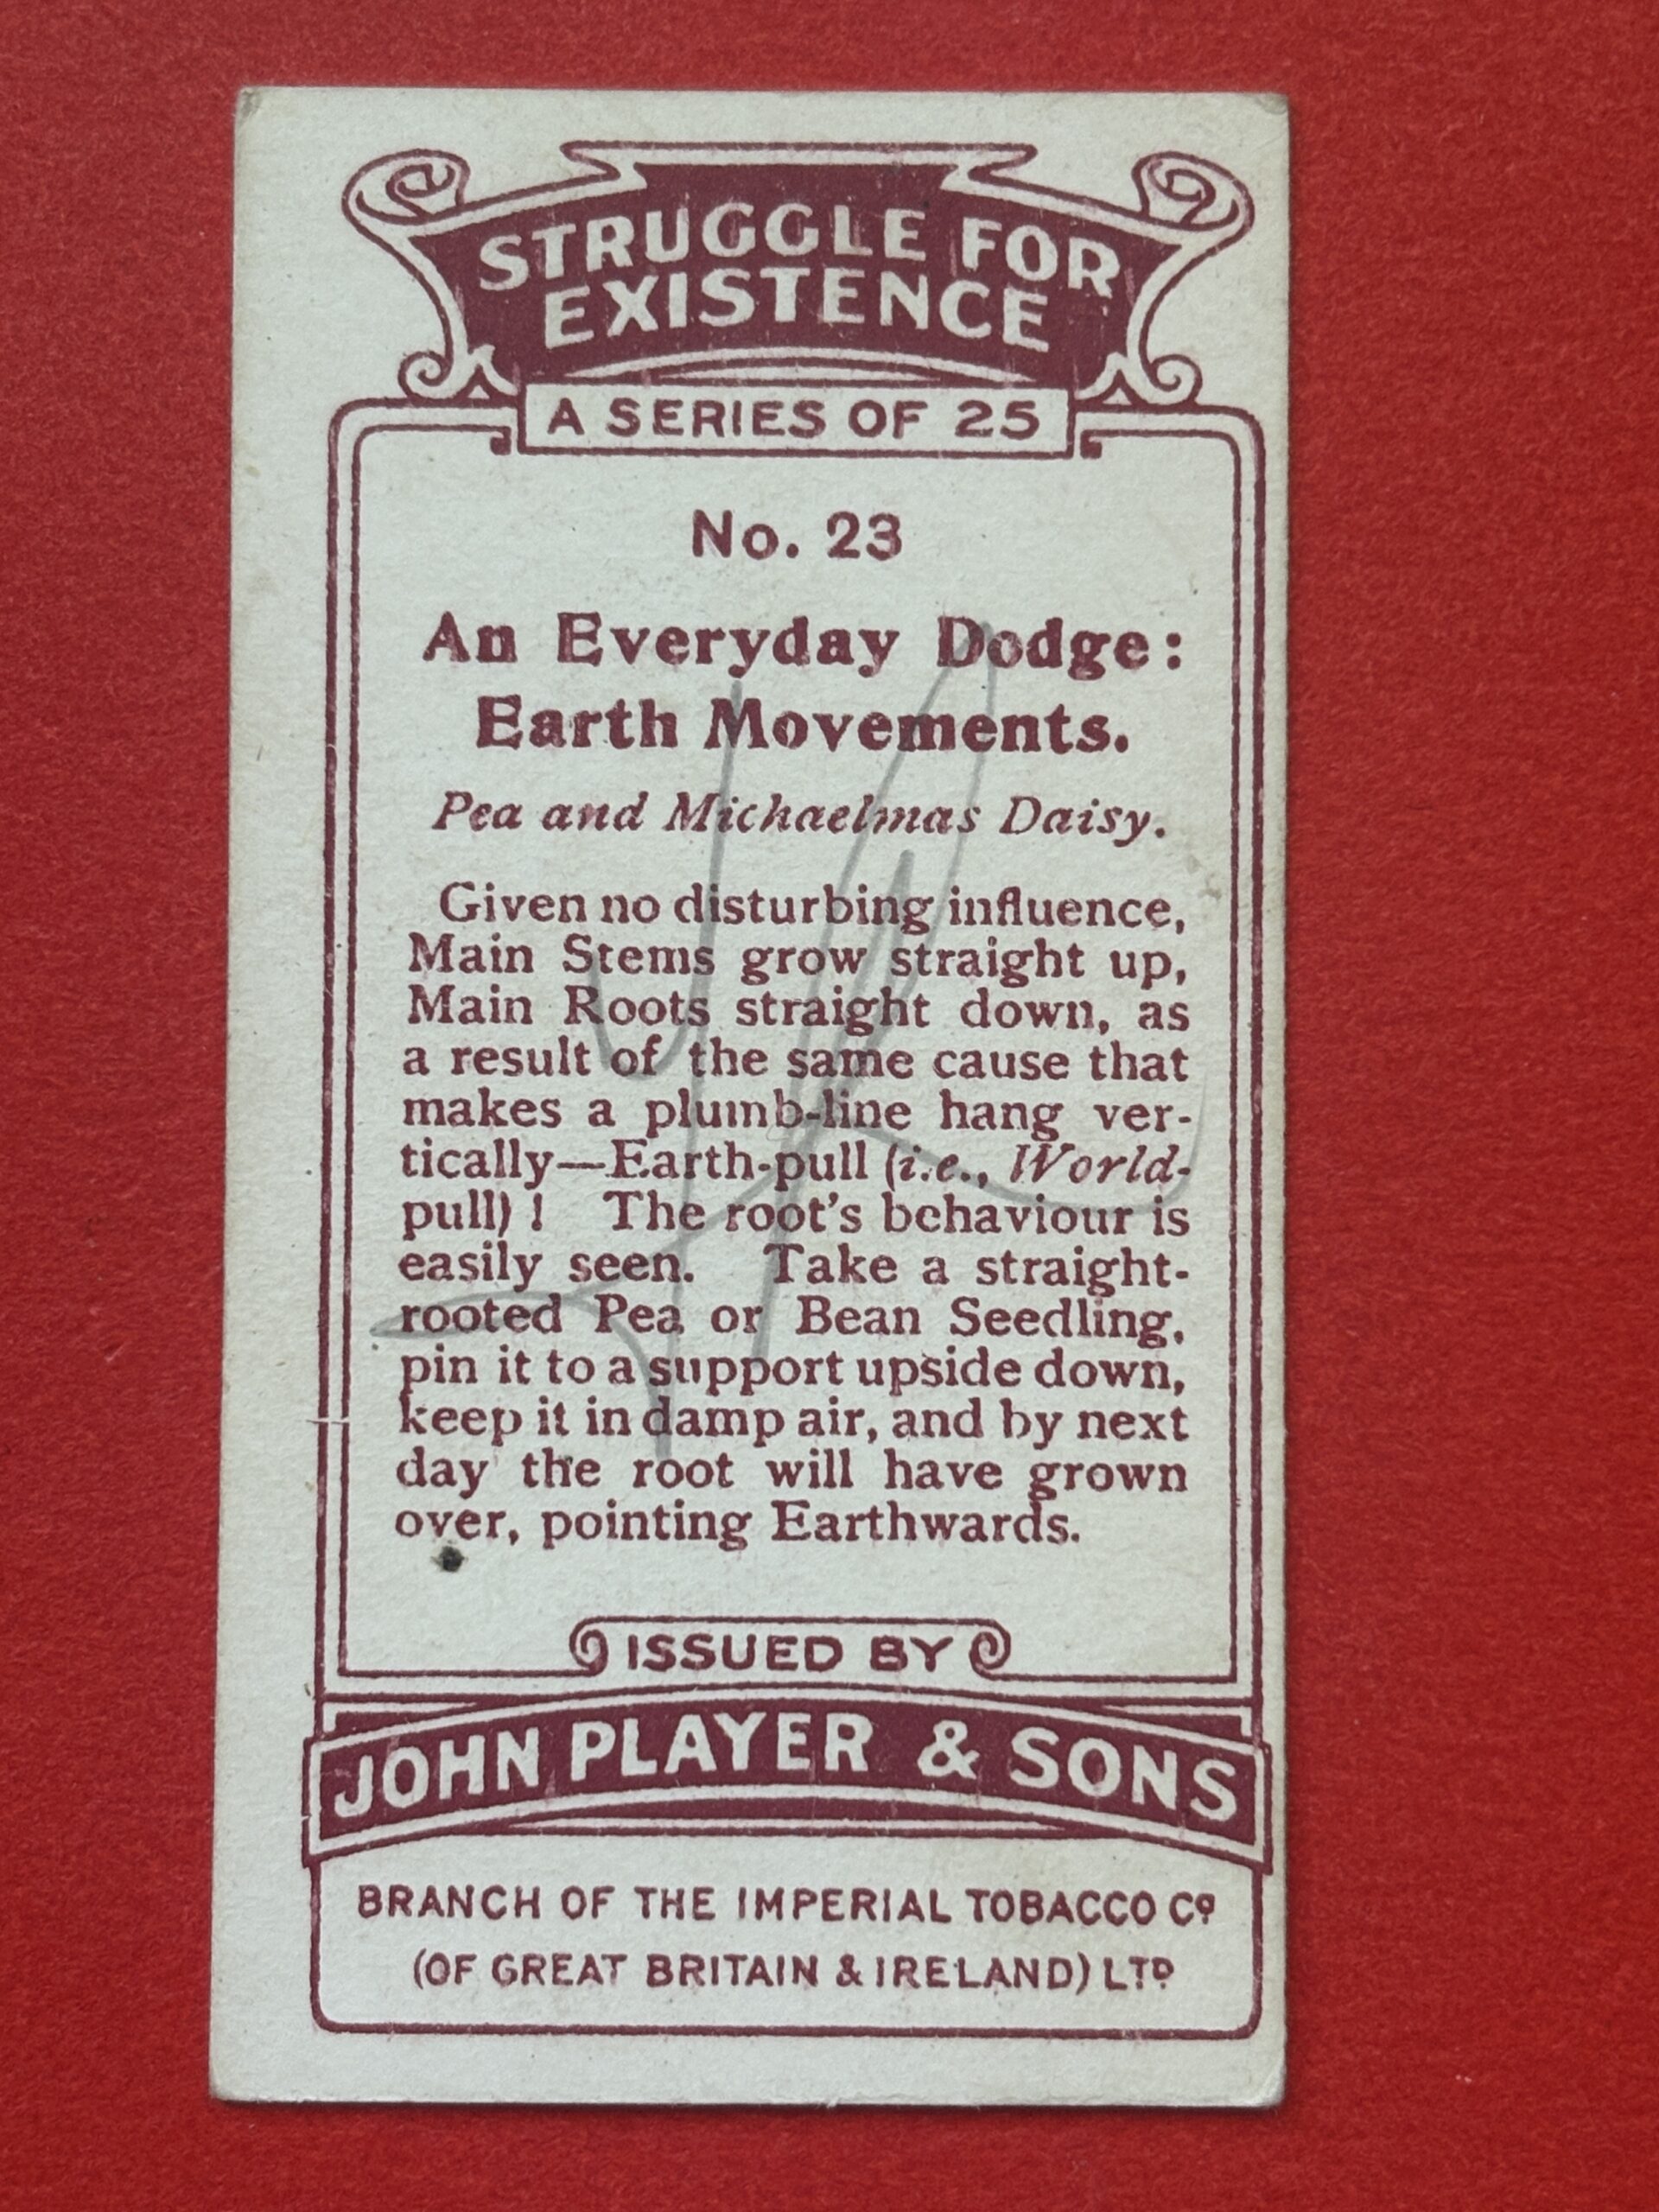 STRUGGLE FOR
EXISTENCE
A SERIES OF 25
No. 23
An Everyday Dodge:
Earth Movements.
Pea and Michaelmas Daisy.
Given no disturbing influence,
Main Stems grow straight up,
Main Roots straight down, as
a result of the same cause that
makes a plumb-line hang ver-
tically—Earth-pull (i.e., World-
pull) ! The root's behaviour is
easily seen. Take a straight-
rooted Pea or Bean Seedling,
pin it to a support upside down,
keep it in damp air, and by next
day the root will have grown
over, pointing Earthwards.
ISSUED BY
JOHN PLAYER & SONS
BRANCH OF THE IMPERIAL TOBACCO Cº
(OF GREAT BRITAIN & IRELAND) LTD